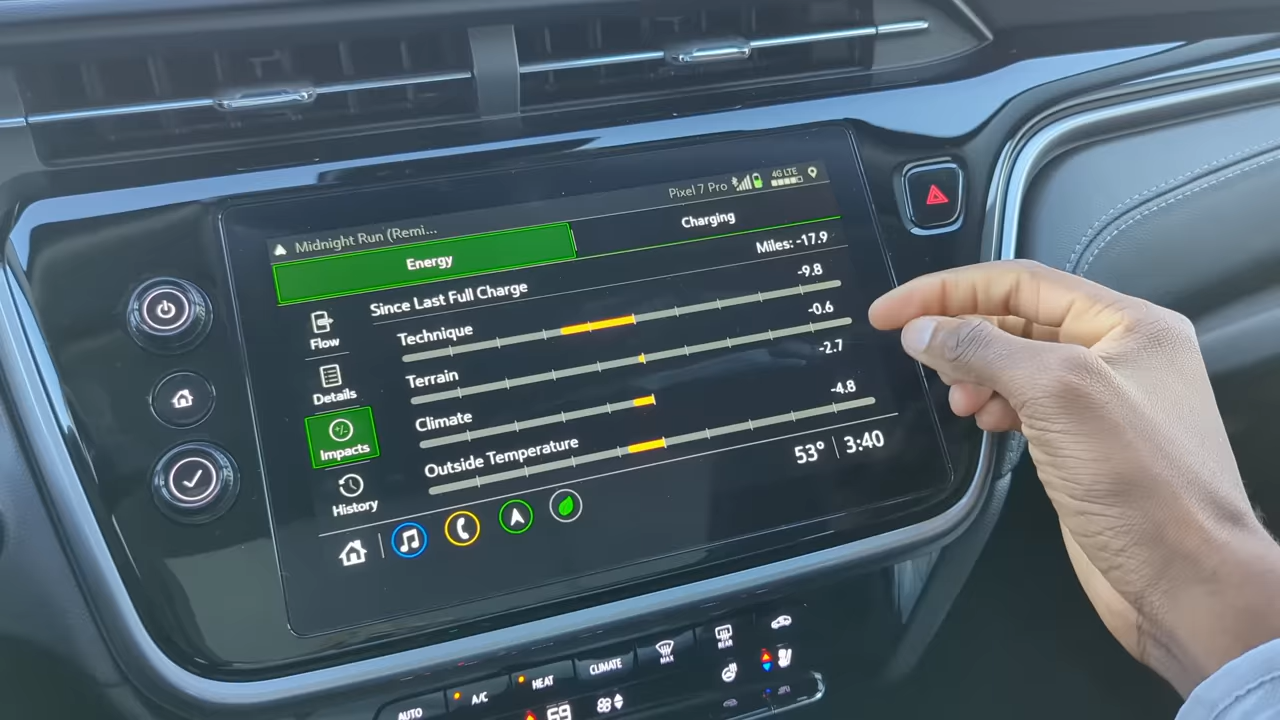 Pixel 7 Pro 4G LTE
Midnight Run (Remi...
Energy
Charging
Since Last Full Charge
Miles: -17.9
Flow
Technique
-9.8
Details
Terrain
-0.6
Impacts
Climate
-2.7
History
Outside Temperature
-4.8
53° 3:40
AUTO
A/C
HEAT
CLIMATE
MAX
REAR
69